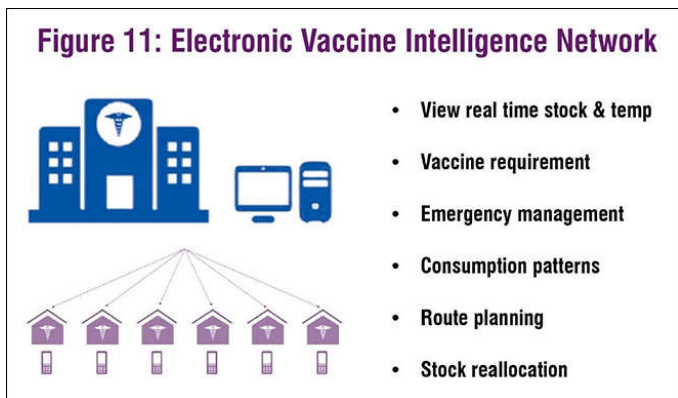 Figure 11: Electronic Vaccine Intelligence Network
• View real time stock & temp
• Vaccine requirement
• Emergency management
• Consumption patterns
• Route planning
• Stock reallocation